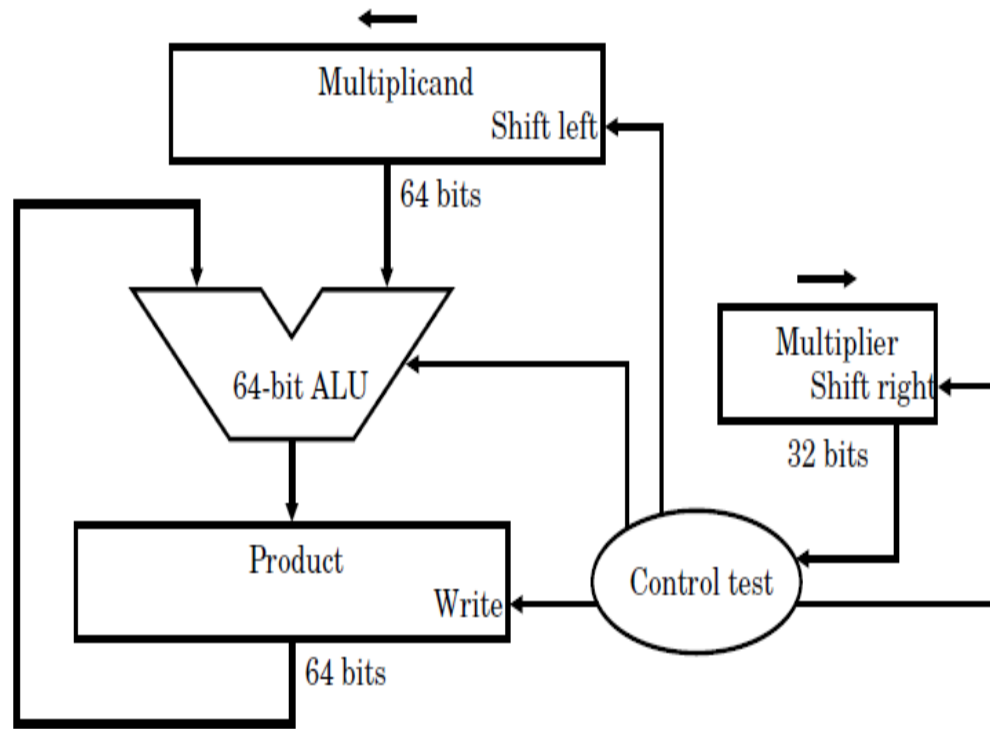 Multiplicand
Shift left
64 bits
64-bit ALU
Multiplier
Shift right
32 bits
Product
Write
Control test
64 bits